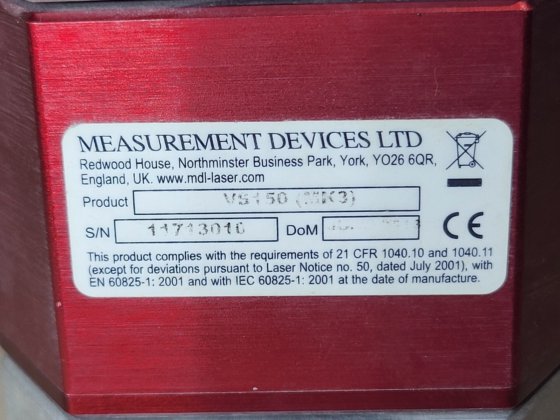 MEASUREMENT DEVICES LTD
Redwood House, Northminster Business Park, York, YO26 6QR,
England, UK. www.mdl-laser.com
Product VS150 (MK3)
S/N 11713010 DoM
This product complies with the requirements of 21 CFR 1040.10 and 1040.11
(except for deviations pursuant to Laser Notice no. 50, dated July 2001), with
EN 60825-1: 2001 and with IEC 60825-1: 2001 at the date of manufacture.
CE